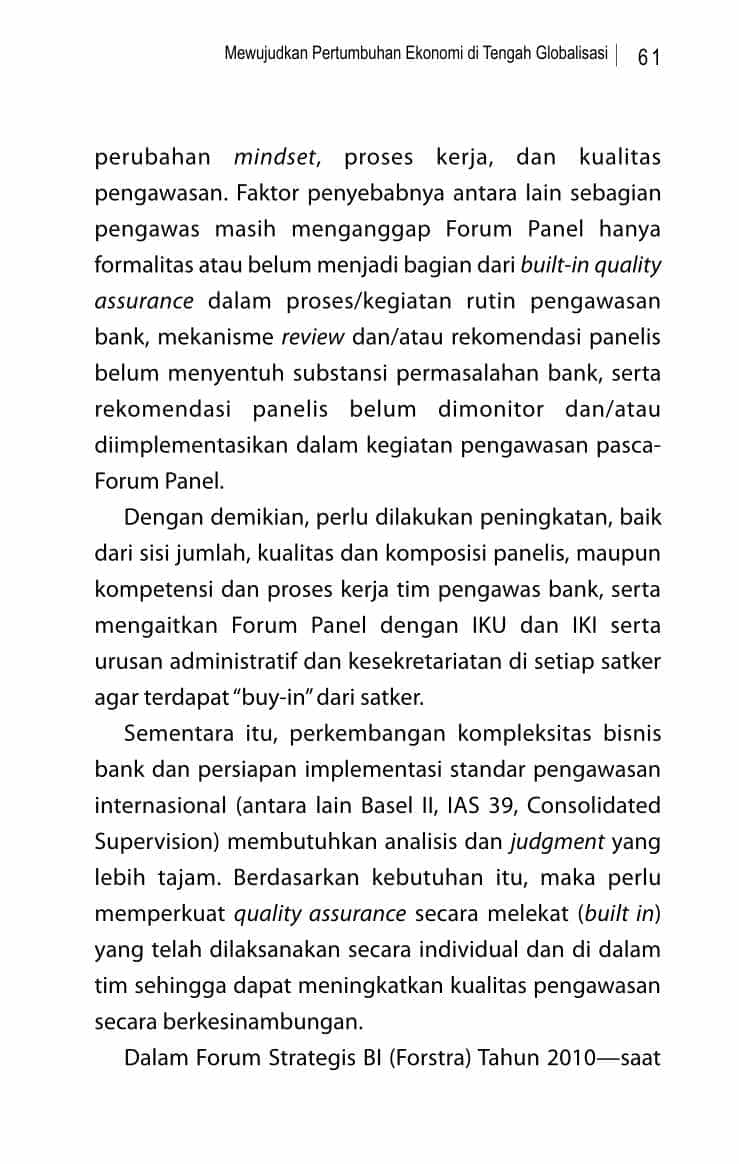 Mewujudkan Pertumbuhan Ekonomi di Tengah Globalisasi | 61
perubahan mindset, proses kerja, dan kualitas
pengawasan. Faktor penyebabnya antara lain sebagian
pengawas masih menganggap Forum Panel hanya
formalitas atau belum menjadi bagian dari built-in quality
assurance dalam proses/kegiatan rutin pengawasan
bank, mekanisme review dan/atau rekomendasi panelis
belum menyentuh substansi permasalahan bank, serta
rekomendasi panelis belum dimonitor dan/atau
diimplementasikan dalam kegiatan pengawasan pasca-
Forum Panel.
Dengan demikian, perlu dilakukan peningkatan, baik
dari sisi jumlah, kualitas dan komposisi panelis, maupun
kompetensi dan proses kerja tim pengawas bank, serta
mengaitkan Forum Panel dengan IKU dan IKI serta
urusan administratif dan kesekretariatan di setiap satker
agar terdapat “buy-in” dari satker.
Sementara itu, perkembangan kompleksitas bisnis
bank dan persiapan implementasi standar pengawasan
internasional (antara lain Basel II, IAS 39, Consolidated
Supervision) membutuhkan analisis dan judgment yang
lebih tajam. Berdasarkan kebutuhan itu, maka perlu
memperkuat quality assurance secara melekat (built in)
yang telah dilaksanakan secara individual dan di dalam
tim sehingga dapat meningkatkan kualitas pengawasan
secara berkesinambungan.
Dalam Forum Strategis BI (Forstra) Tahun 2010—saat